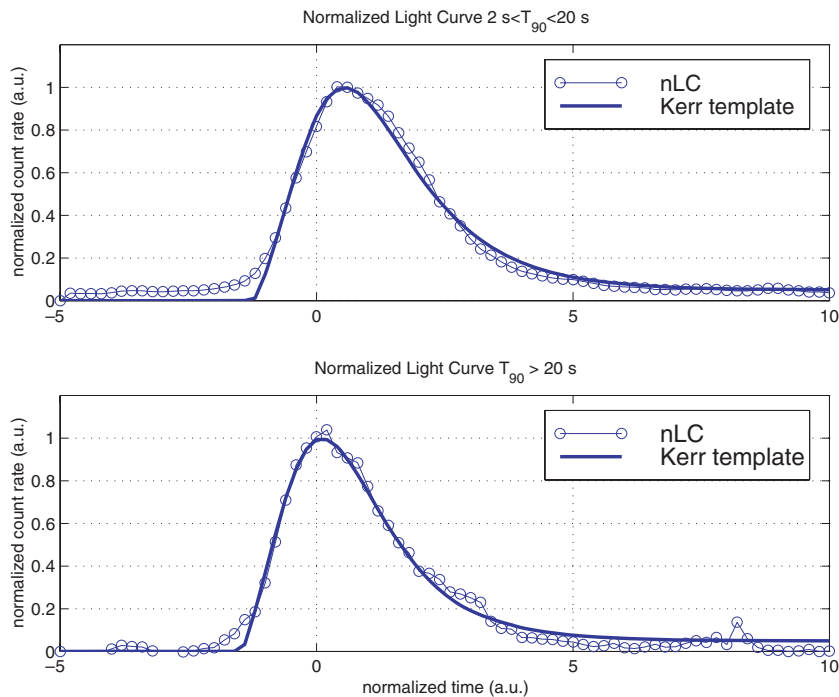 Normalized Light Curve 2 s<T90<20 s
normalized count rate (a.u.)
1
0.8
0.6
0.4
0.2
0
−5
0
5
10
nLC
Kerr template
Normalized Light Curve T90 > 20 s
normalized count rate (a.u.)
1
0.8
0.6
0.4
0.2
0
−5
0
5
10
nLC
Kerr template
normalized time (a.u.)